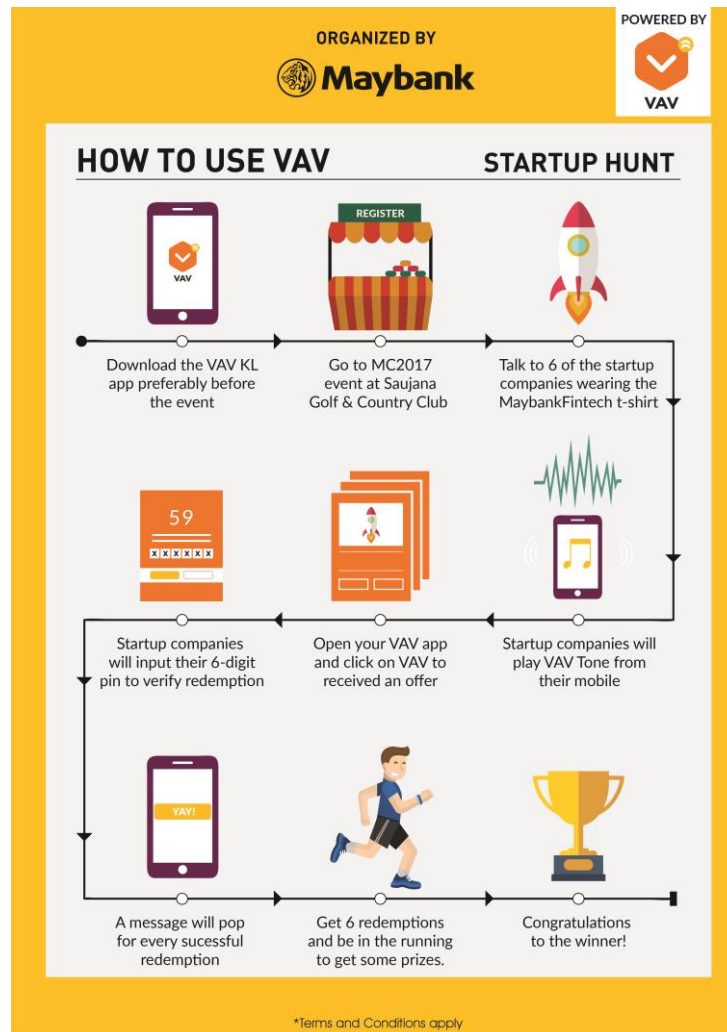 ORGANIZED BY
Maybank
POWERED BY
VAV
HOW TO USE VAV
STARTUP HUNT
VAV
REGISTER
Download the VAV KL
app preferably before
the event
Go to MC2017
event at Saujana
Golf & Country Club
Talk to 6 of the startup
companies wearing the
MaybankFintech t-shirt
Startup companies will
play VAV Tone from
their mobile
Open your VAV app
and click on VAV to
received an offer
59
X X X X X X
Startup companies
will input their 6-digit
pin to verify redemption
YAY!
A message will pop
for every sucessful
redemption
Get 6 redemptions
and be in the running
to get some prizes.
Congratulations
to the winner!
*Terms and Conditions apply